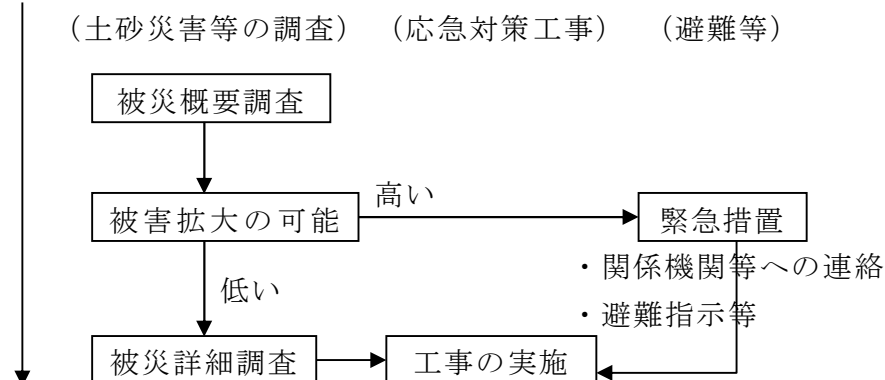 （土砂災害等の調査）　（応急対策工事）　（避難等）
被災概要調査
高い
被害拡大の可能
緊急措置
・関係機関等への連絡
低い
・避難指示等
被災詳細調査
工事の実施